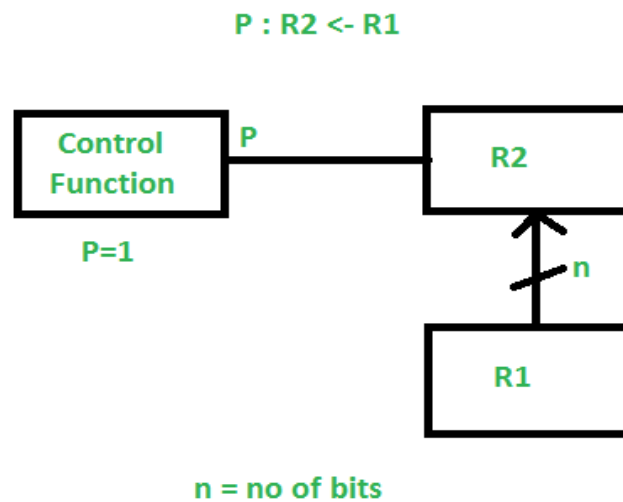 P : R2 <- R1
Control
Function
P
R2
P=1
n
R1
n = no of bits